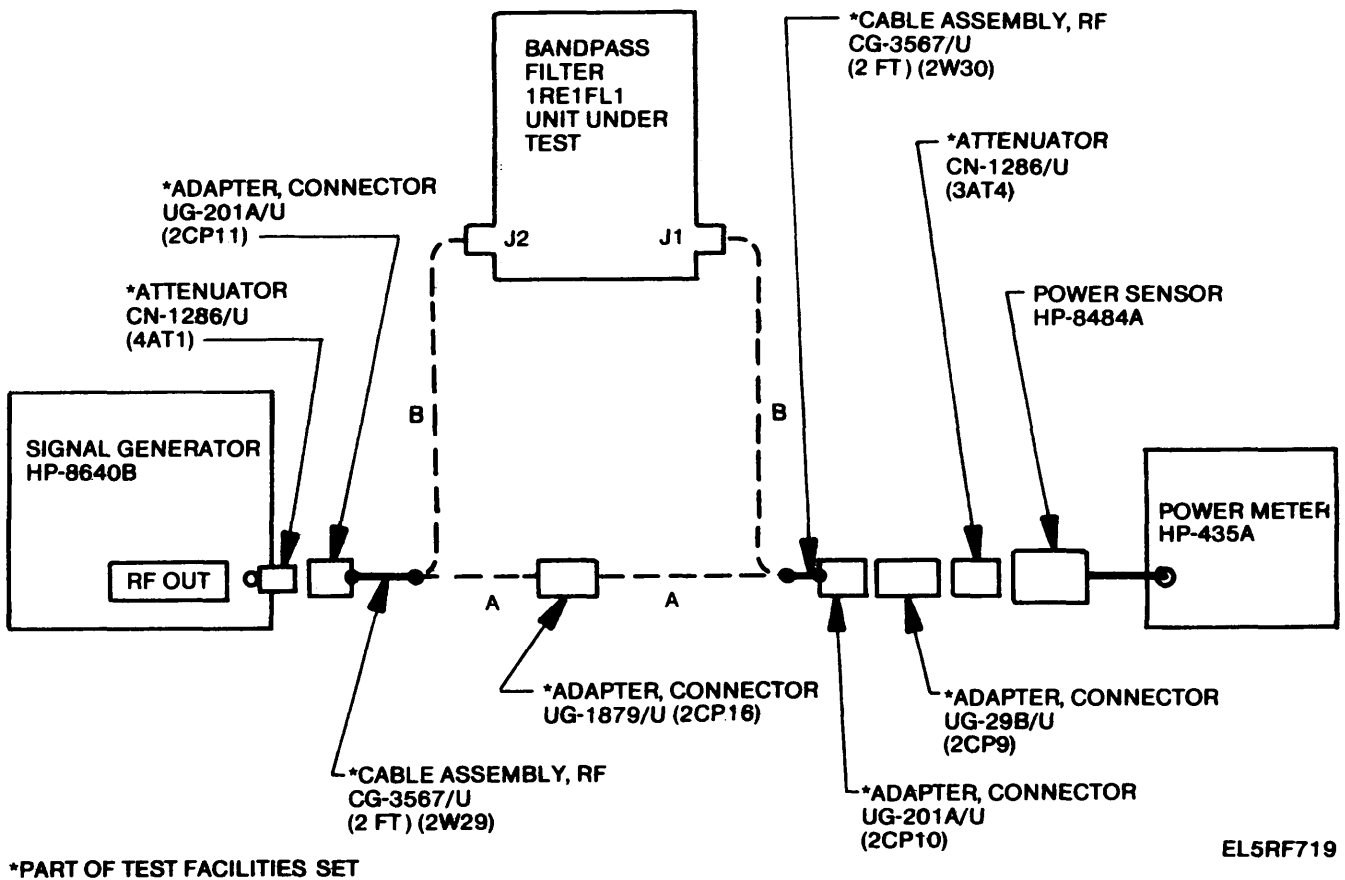 *CABLE ASSEMBLY, RF
CG-3567/U
(2 FT) (2W30)
BANDPASS
FILTER
1RE1FL1
UNIT UNDER
TEST
*ATTENUATOR
CN-1286/U
(3AT4)
*ADAPTER, CONNECTOR
UG-201A/U
(2CP11)
J2
J1
*ATTENUATOR
CN-1286/U
(4AT1)
POWER SENSOR
HP-8484A
B
B
SIGNAL GENERATOR
HP-8640B
RF OUT
POWER METER
HP-435A
A
A
*ADAPTER, CONNECTOR
UG-1879/U (2CP16)
*ADAPTER, CONNECTOR
UG-29B/U
(2CP9)
*CABLE ASSEMBLY, RF
CG-3567/U
(2 FT) (2W29)
*ADAPTER, CONNECTOR
UG-201A/U
(2CP10)
EL5RF719
*PART OF TEST FACILITIES SET